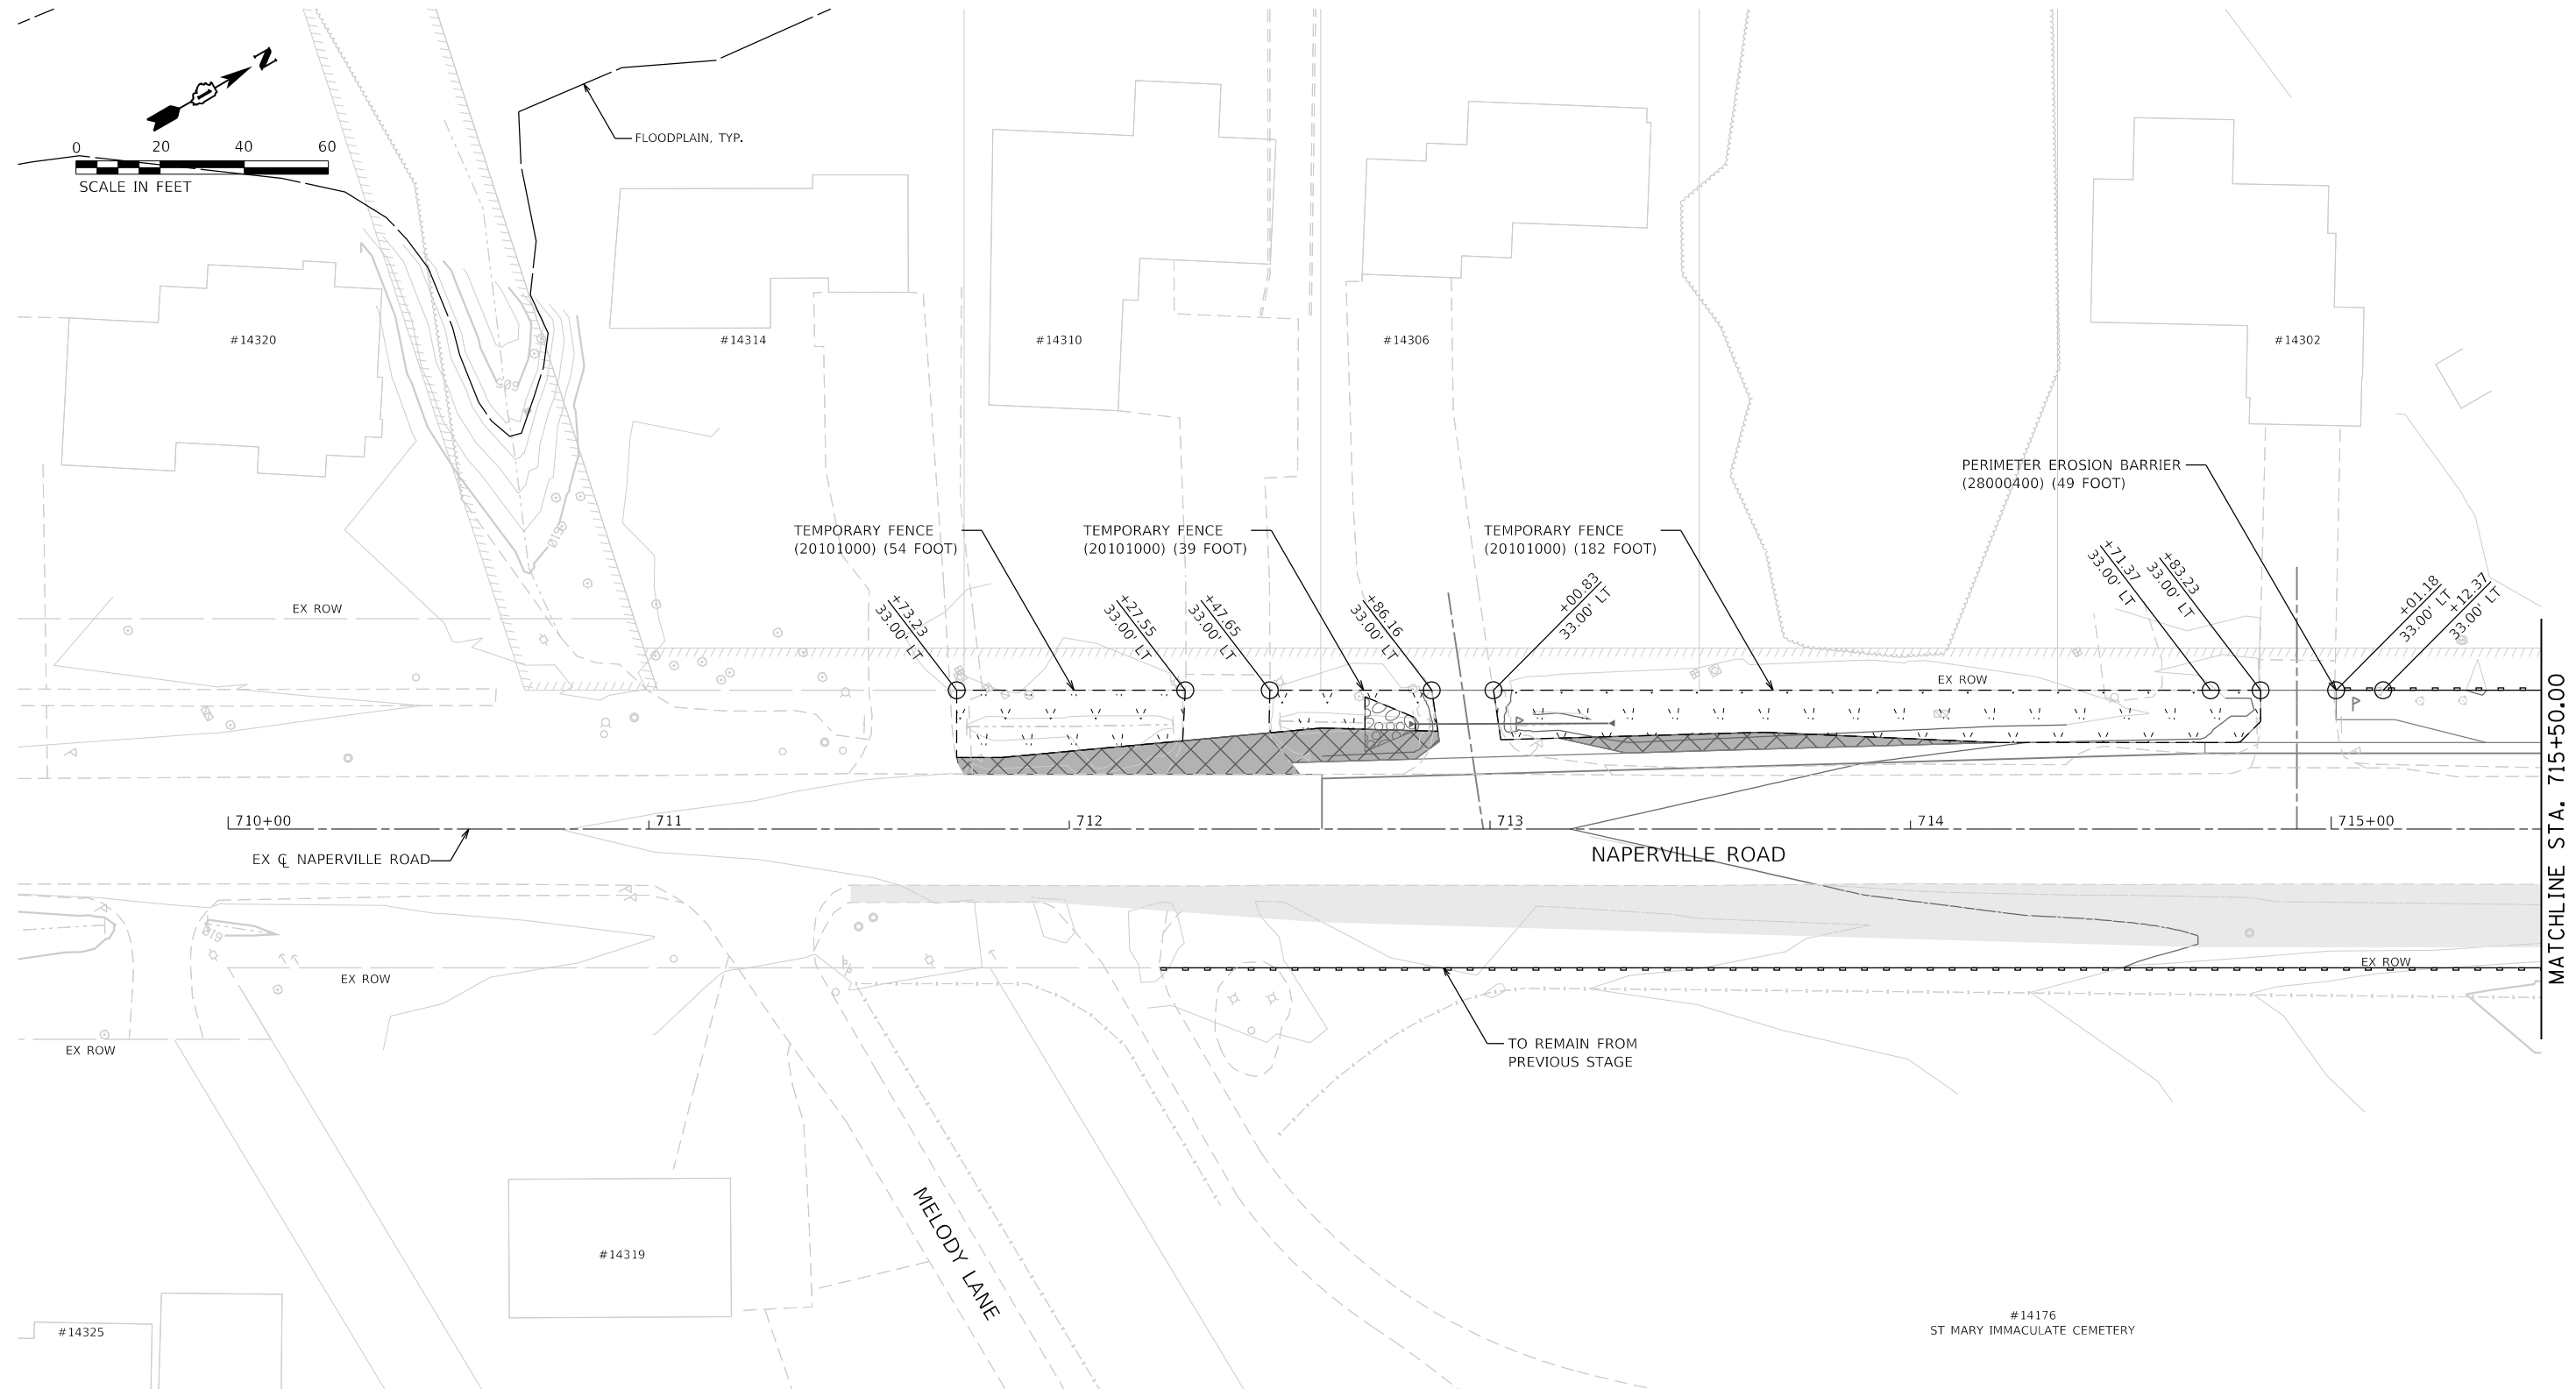 N
0 20 40 60
SCALE IN FEET
FLOODPLAIN, TYP.
#14320
#14314
#14310
#14306
#14302
605
610
PERIMETER EROSION BARRIER
(28000400) (49 FOOT)
TEMPORARY FENCE
(20101000) (54 FOOT)
TEMPORARY FENCE
(20101000) (39 FOOT)
TEMPORARY FENCE
(20101000) (182 FOOT)
+73.23
33.00' LT
+27.55
33.00' LT
+47.65
33.00' LT
+86.16
33.00' LT
+00.83
33.00' LT
+71.37
33.00' LT
+83.23
33.00' LT
+01.18
33.00' LT
+12.37
33.00' LT
EX ROW
EX ROW
710+00
711
712
713
714
715+00
EX ℄ NAPERVILLE ROAD
NAPERVILLE ROAD
MATCHLINE STA. 715+50.00
610
EX ROW
EX ROW
EX ROW
TO REMAIN FROM
PREVIOUS STAGE
MELODY LANE
#14319
#14325
#14176
ST MARY IMMACULATE CEMETERY